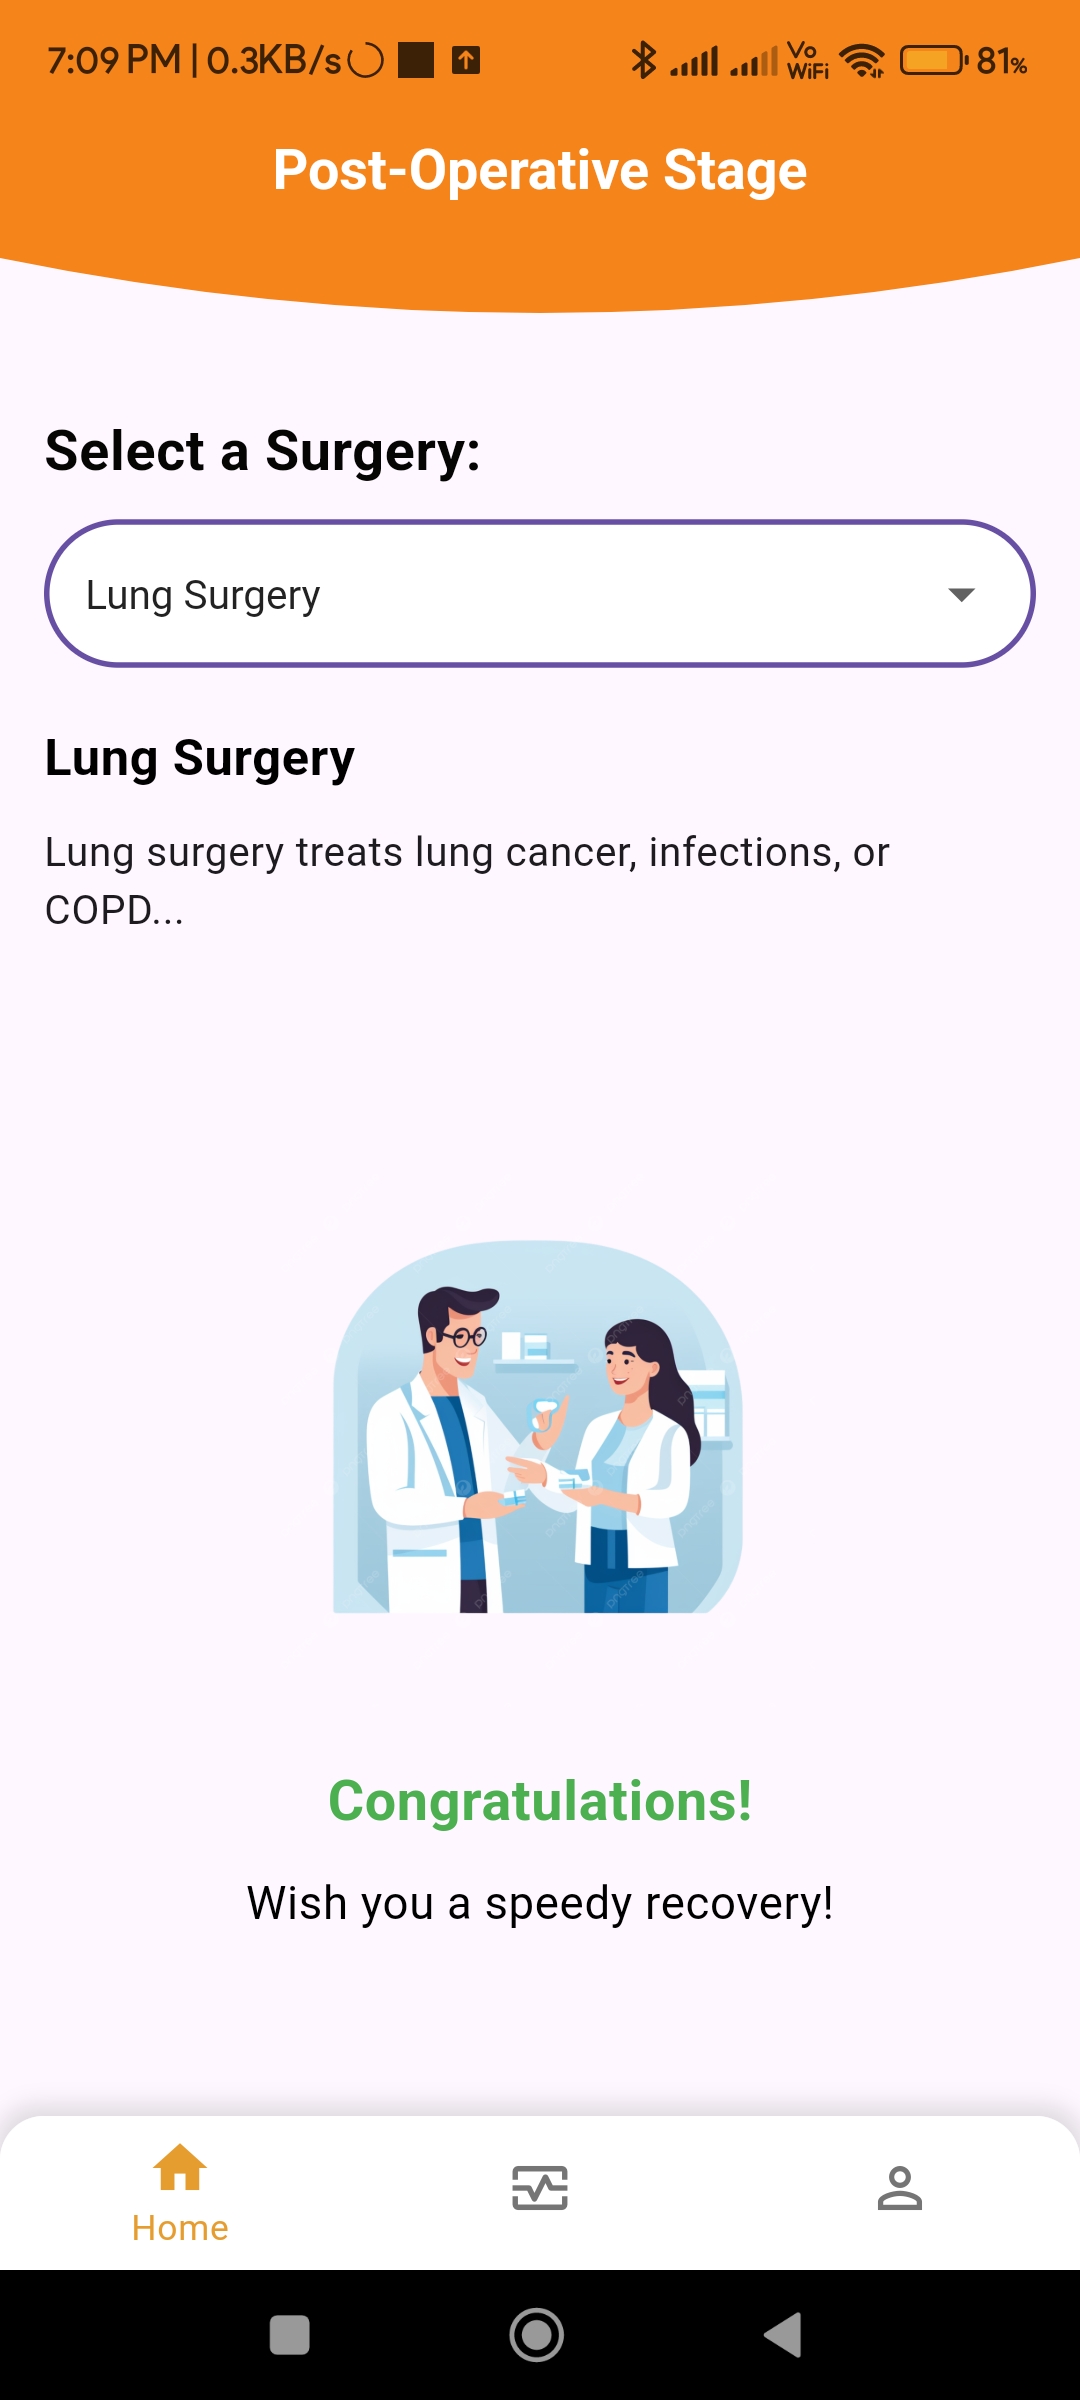 7:09 PM | 0.3KB/s
Vo
WiFi
81%
Post-Operative Stage
Select a Surgery:
Lung Surgery
Lung Surgery
Lung surgery treats lung cancer, infections, or
COPD...
Congratulations!
Wish you a speedy recovery!
Home